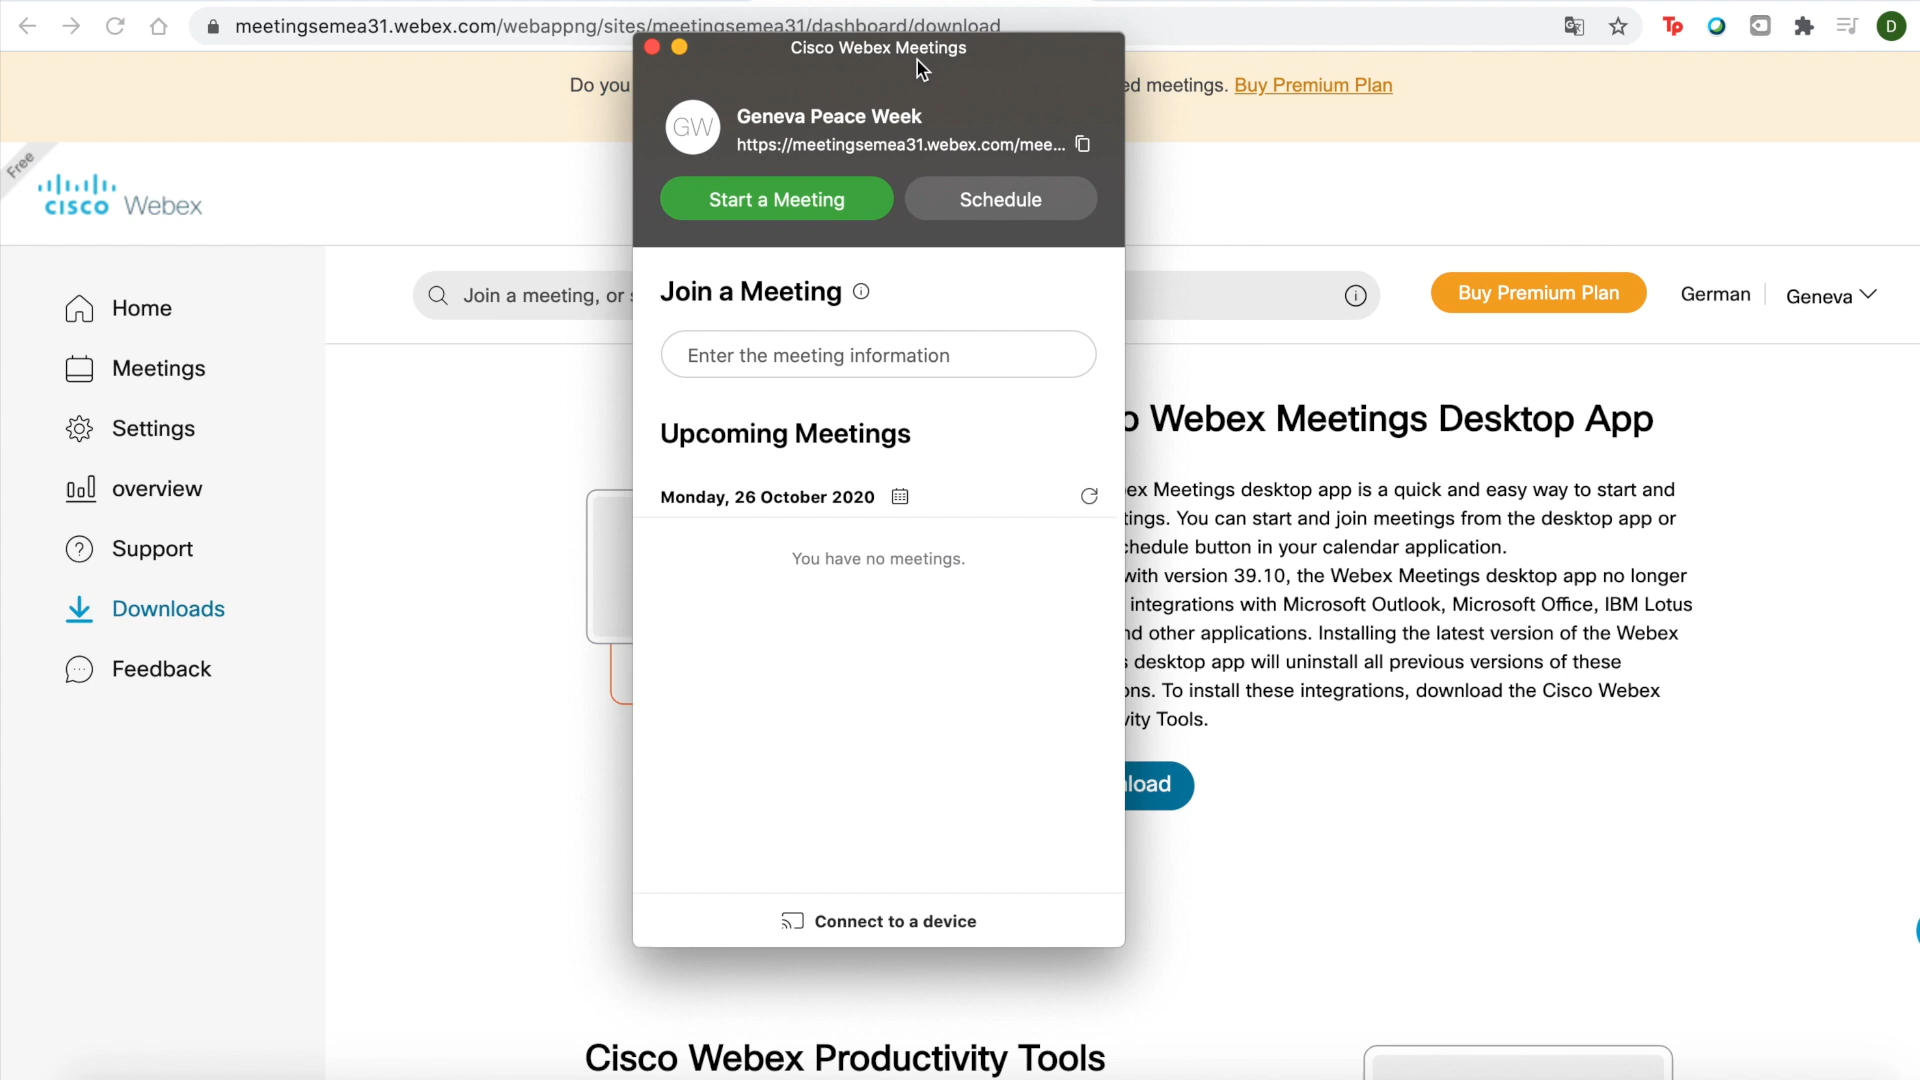 meetingsemea31.webex.com/webappng/sites/meetingsemea31/dashboard/download
Tp
D
Cisco Webex Meetings
Do you
ed meetings. Buy Premium Plan
GW
Geneva Peace Week
https://meetingsemea31.webex.com/mee...
Start a Meeting
Schedule
Free
CISCO Webex
Home
Meetings
Settings
overview
Support
Downloads
Feedback
Join a meeting, or s
Buy Premium Plan
German
Geneva
Join a Meeting
Enter the meeting information
Upcoming Meetings
Monday, 26 October 2020
You have no meetings.
Connect to a device
o Webex Meetings Desktop App
ex Meetings desktop app is a quick and easy way to start and
tings. You can start and join meetings from the desktop app or
chedule button in your calendar application.
with version 39.10, the Webex Meetings desktop app no longer
integrations with Microsoft Outlook, Microsoft Office, IBM Lotus
nd other applications. Installing the latest version of the Webex
s desktop app will uninstall all previous versions of these
ons. To install these integrations, download the Cisco Webex
vity Tools.
load
Cisco Webex Productivity Tools